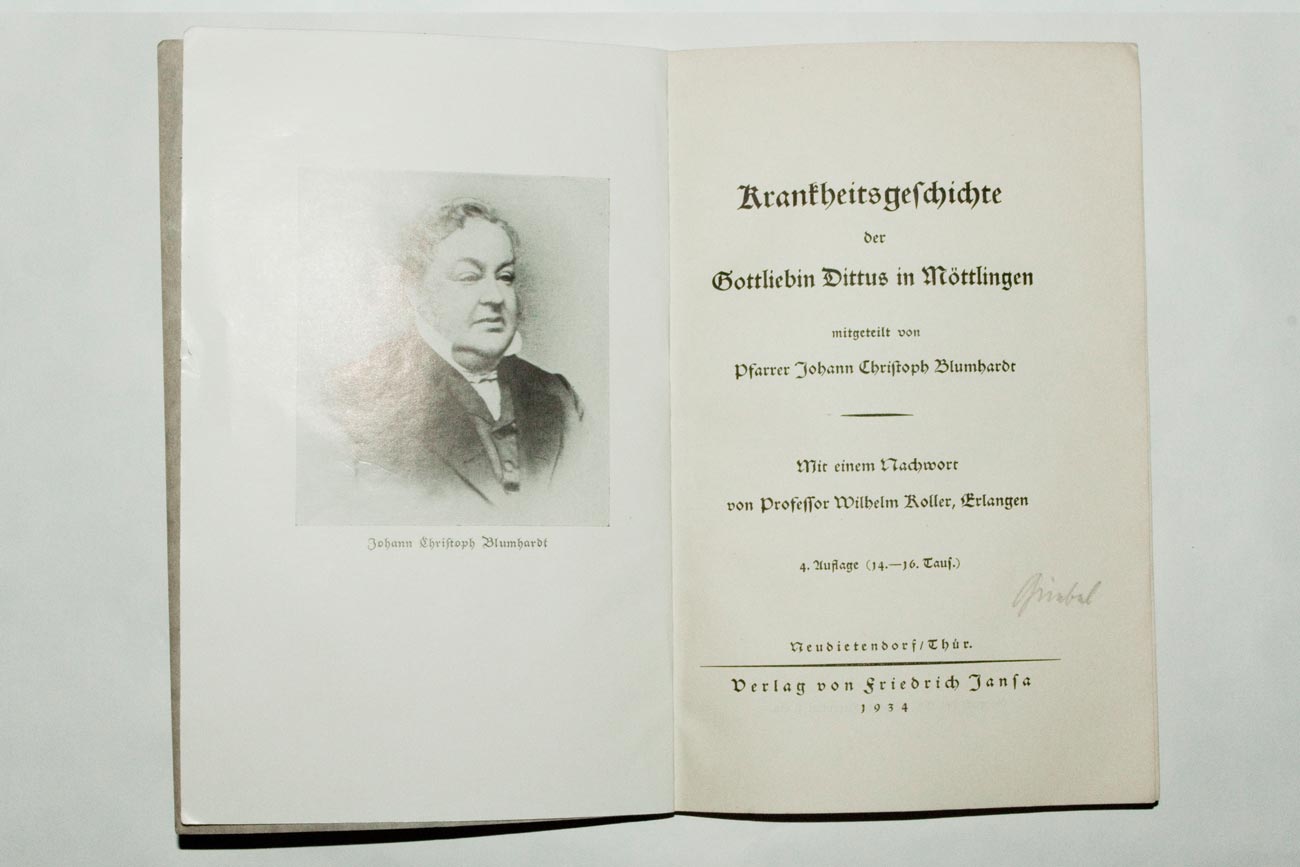 Johann Christoph Blumhardt
Krankheitsgeschichte
der
Gottliebin Dittus in Möttlingen
mitgeteilt von
Pfarrer Johann Christoph Blumhardt
Mit einem Nachwort
von Professor Wilhelm Koller, Erlangen
4. Auflage (14.—16. Tauſ.)
Neudietendorf/Thür.
Verlag von Friedrich Janſa
1934